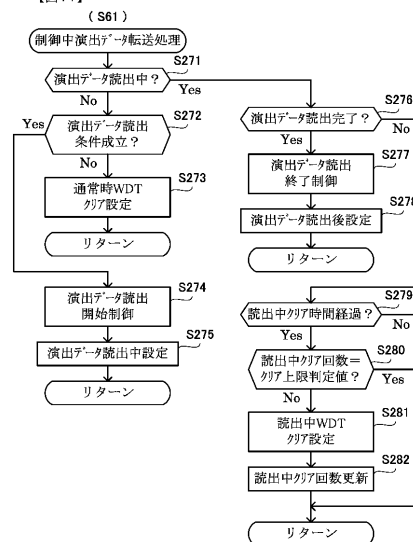 (S61)
制御中演出データ転送処理
S271
演出データ読出中?
Yes
No
S272
Yes
演出データ読出
条件成立?
No
S273
通常時WDT
クリア設定
リターン
S274
演出データ読出
開始制御
S275
演出データ読出中設定
リターン
S276
演出データ読出完了?
No
Yes
S277
演出データ読出
終了制御
S278
演出データ読出後設定
リターン
S279
読出中クリア時間経過?
No
Yes
S280
読出中クリア回数=
クリア上限判定値?
Yes
No
S281
読出中WDT
クリア設定
S282
読出中クリア回数更新
リターン